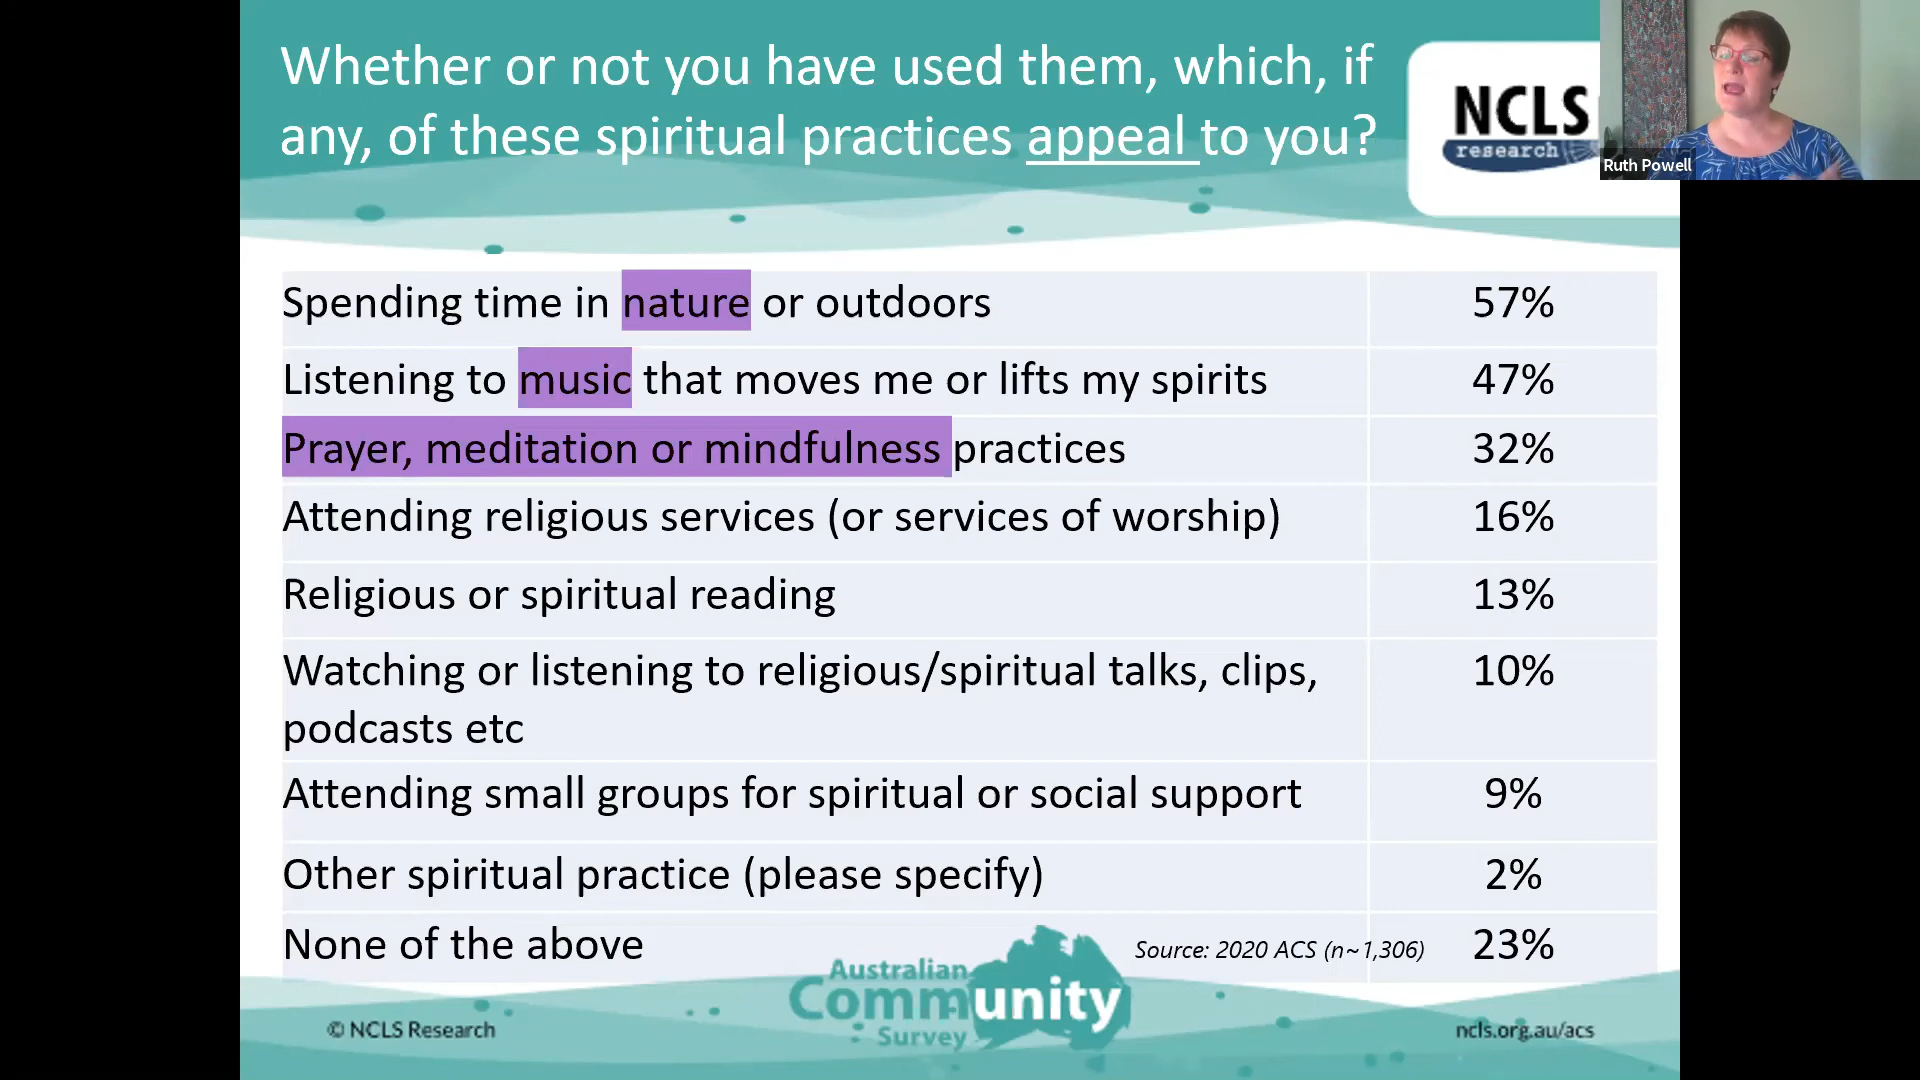 Whether or not you have used them, which, if
any, of these spiritual practices appeal to you?
NCLS
research
Ruth Powell
Spending time in nature or outdoors 57%
Listening to music that moves me or lifts my spirits 47%
Prayer, meditation or mindfulness practices 32%
Attending religious services (or services of worship) 16%
Religious or spiritual reading 13%
Watching or listening to religious/spiritual talks, clips, 10%
podcasts etc
Attending small groups for spiritual or social support 9%
Other spiritual practice (please specify) 2%
None of the above 23%
Source: 2020 ACS (n~1,306)
Australian
Community
Survey
© NCLS Research
ncls.org.au/acs